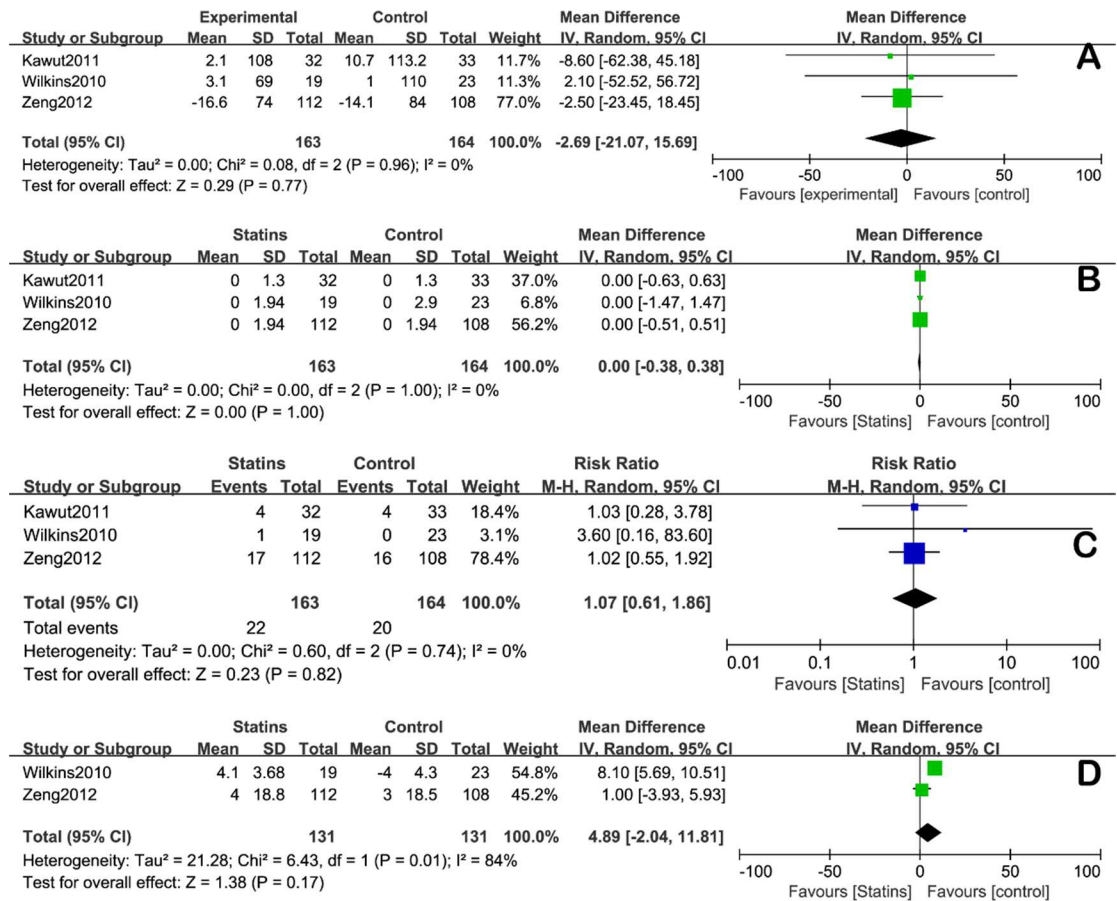 Experimental Control Mean Difference Mean Difference
Study or Subgroup Mean SD Total Mean SD Total Weight IV, Random, 95% CI IV, Random, 95% CI
Kawut2011 2.1 108 32 10.7 113.2 33 11.7% -8.60 [-62.38, 45.18] A
Wilkins2010 3.1 69 19 1 110 23 11.3% 2.10 [-52.52, 56.72]
Zeng2012 -16.6 74 112 -14.1 84 108 77.0% -2.50 [-23.45, 18.45]
Total (95% CI) 163 164 100.0% -2.69 [-21.07, 15.69]
Heterogeneity: Tau² = 0.00; Chi² = 0.08, df = 2 (P = 0.96); I² = 0%
Test for overall effect: Z = 0.29 (P = 0.77)
-100 -50 0 50 100
Favours [experimental] Favours [control]
Statins Control Mean Difference Mean Difference
Study or Subgroup Mean SD Total Mean SD Total Weight IV, Random, 95% CI IV, Random, 95% CI
Kawut2011 0 1.3 32 0 1.3 33 37.0% 0.00 [-0.63, 0.63] B
Wilkins2010 0 1.94 19 0 2.9 23 6.8% 0.00 [-1.47, 1.47]
Zeng2012 0 1.94 112 0 1.94 108 56.2% 0.00 [-0.51, 0.51]
Total (95% CI) 163 164 100.0% 0.00 [-0.38, 0.38]
Heterogeneity: Tau² = 0.00; Chi² = 0.00, df = 2 (P = 1.00); I² = 0%
Test for overall effect: Z = 0.00 (P = 1.00)
-100 -50 0 50 100
Favours [Statins] Favours [control]
Statins Control Risk Ratio Risk Ratio
Study or Subgroup Events Total Events Total Weight M-H, Random, 95% CI M-H, Random, 95% CI
Kawut2011 4 32 4 33 18.4% 1.03 [0.28, 3.78]
Wilkins2010 1 19 0 23 3.1% 3.60 [0.16, 83.60] C
Zeng2012 17 112 16 108 78.4% 1.02 [0.55, 1.92]
Total (95% CI) 163 164 100.0% 1.07 [0.61, 1.86]
Total events 22 20
Heterogeneity: Tau² = 0.00; Chi² = 0.60, df = 2 (P = 0.74); I² = 0%
Test for overall effect: Z = 0.23 (P = 0.82)
0.01 0.1 1 10 100
Favours [Statins] Favours [control]
Statins Control Mean Difference Mean Difference
Study or Subgroup Mean SD Total Mean SD Total Weight IV, Random, 95% CI IV, Random, 95% CI
Wilkins2010 4.1 3.68 19 -4 4.3 23 54.8% 8.10 [5.69, 10.51] D
Zeng2012 4 18.8 112 3 18.5 108 45.2% 1.00 [-3.93, 5.93]
Total (95% CI) 131 131 100.0% 4.89 [-2.04, 11.81]
Heterogeneity: Tau² = 21.28; Chi² = 6.43, df = 1 (P = 0.01); I² = 84%
Test for overall effect: Z = 1.38 (P = 0.17)
-100 -50 0 50 100
Favours [Statins] Favours [control]